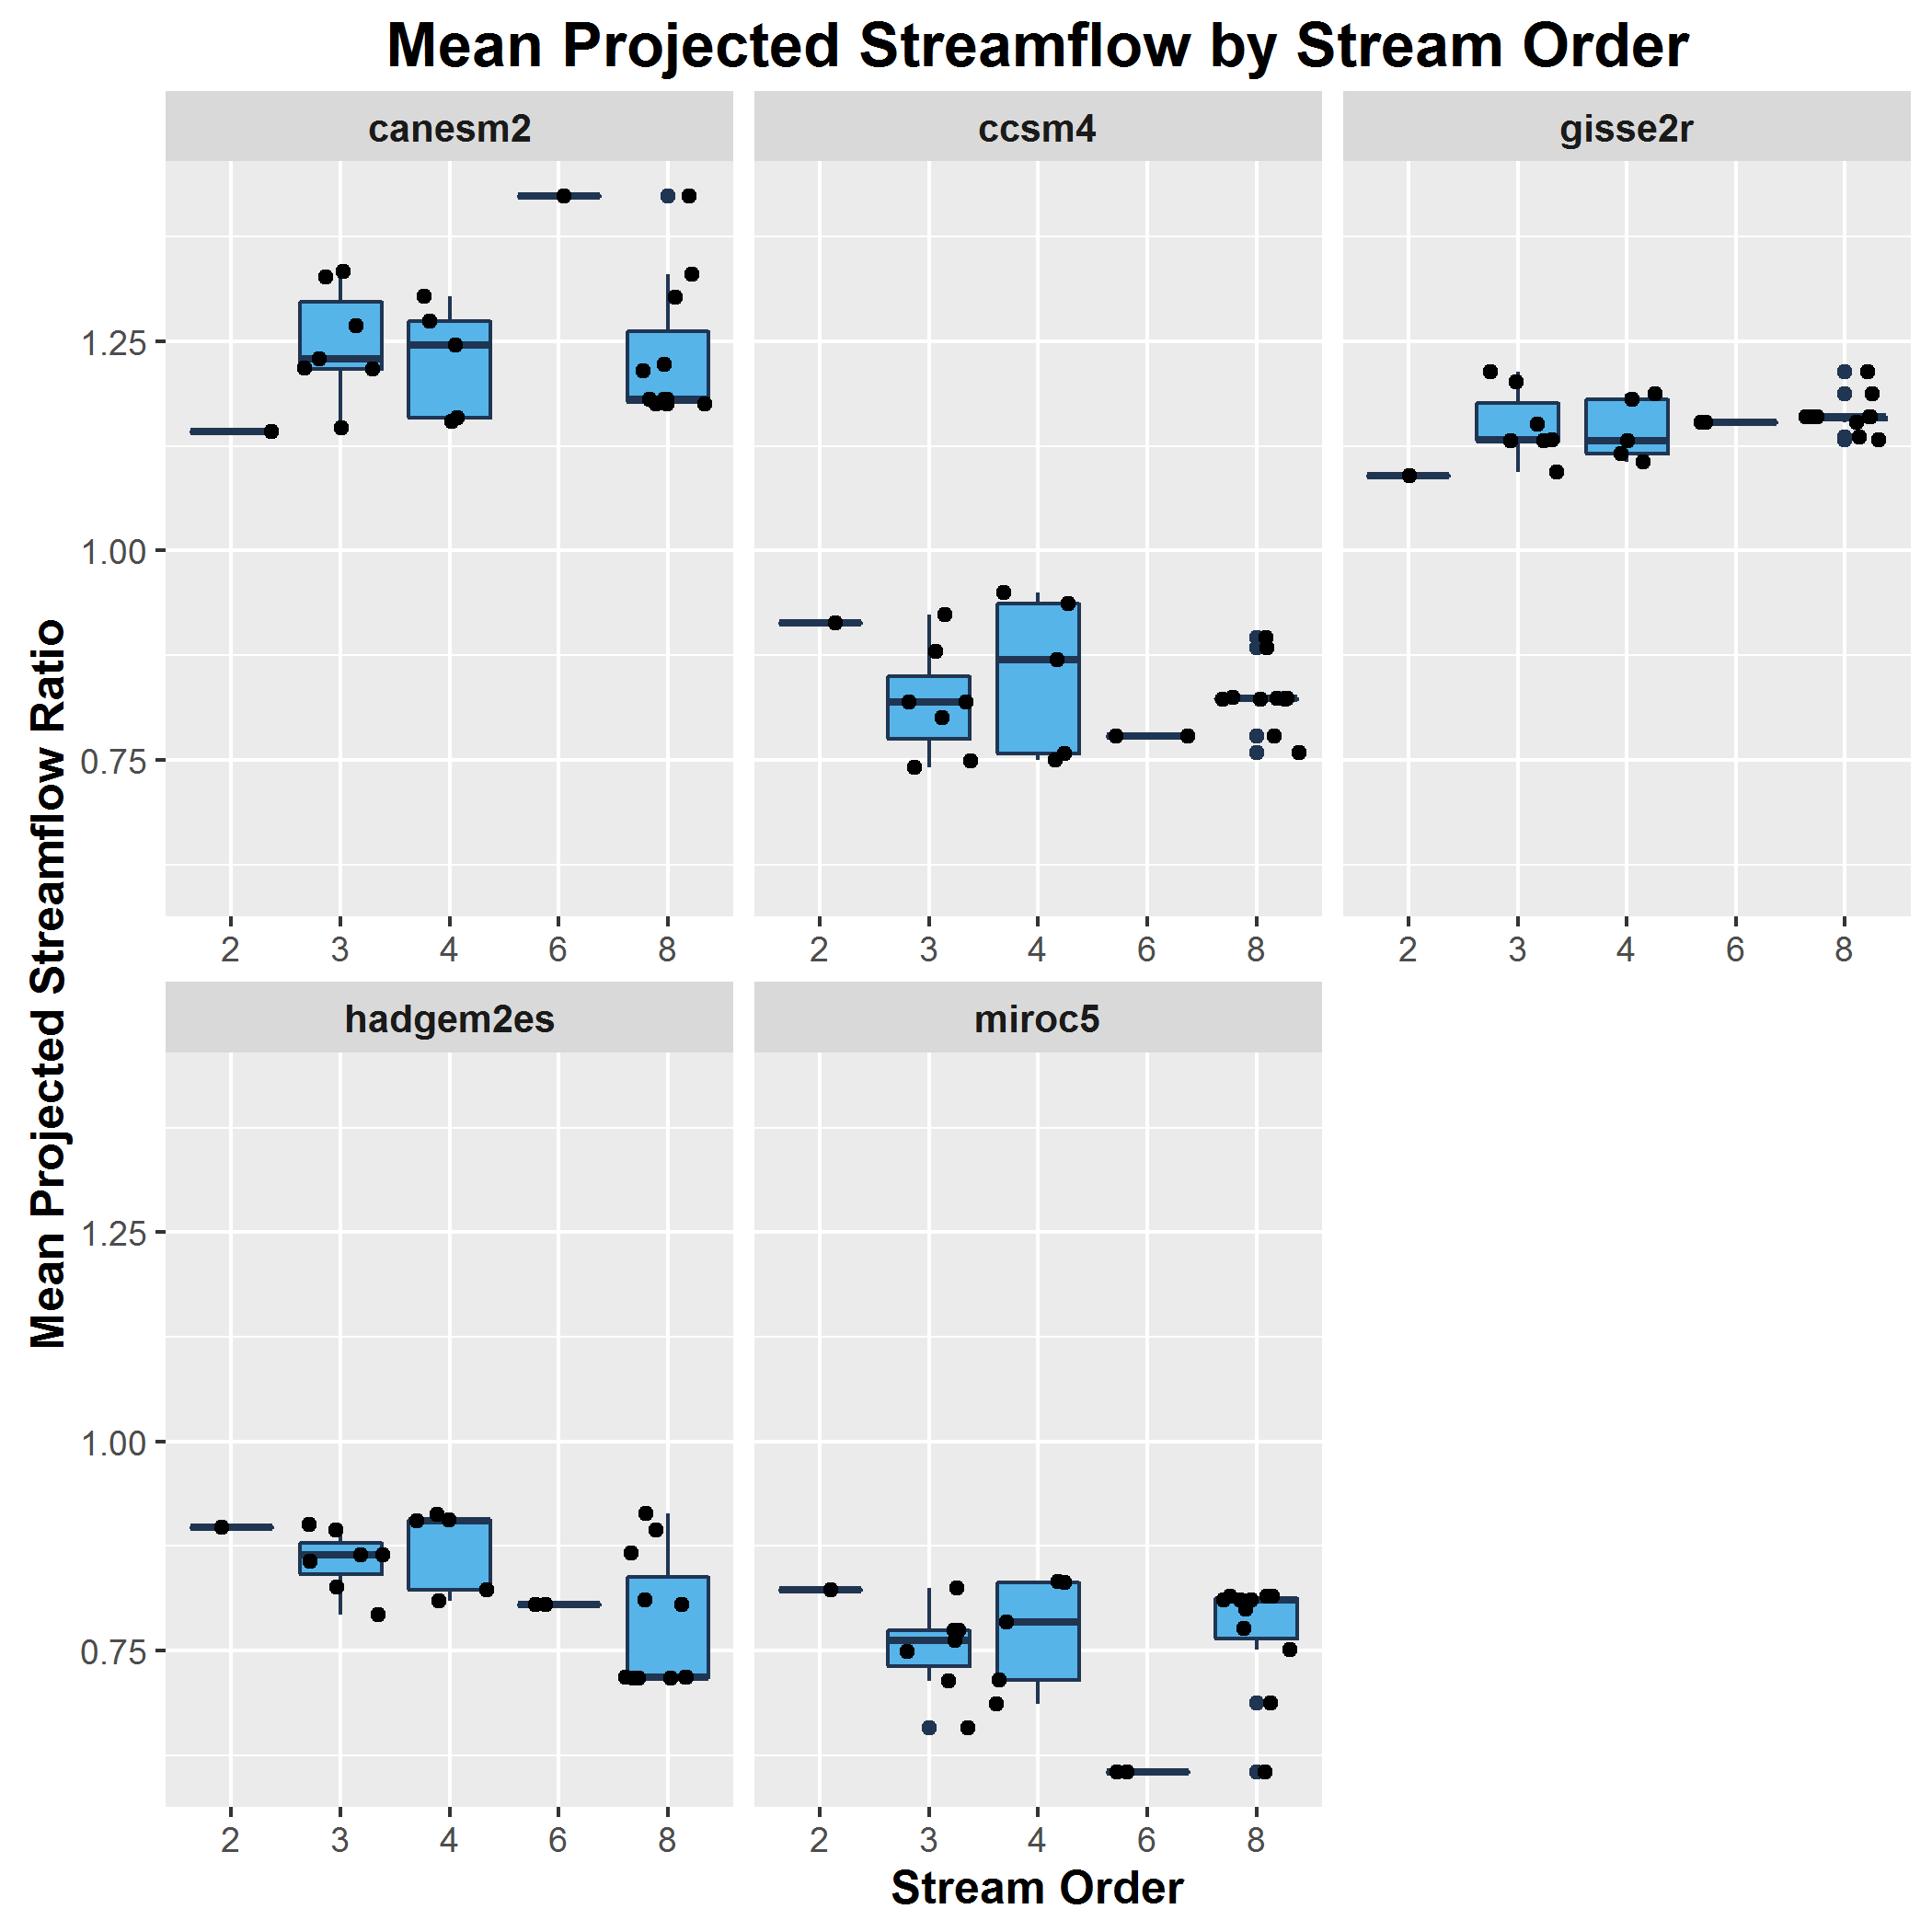 Mean Projected Streamflow by Stream Order
canesm2 ccsm4 gisse2r
1.25
1.00
0.75
2 3 4 6 8 2 3 4 6 8 2 3 4 6 8
Mean Projected Streamflow Ratio
hadgem2es miroc5
1.25
1.00
0.75
2 3 4 6 8 2 3 4 6 8
Stream Order